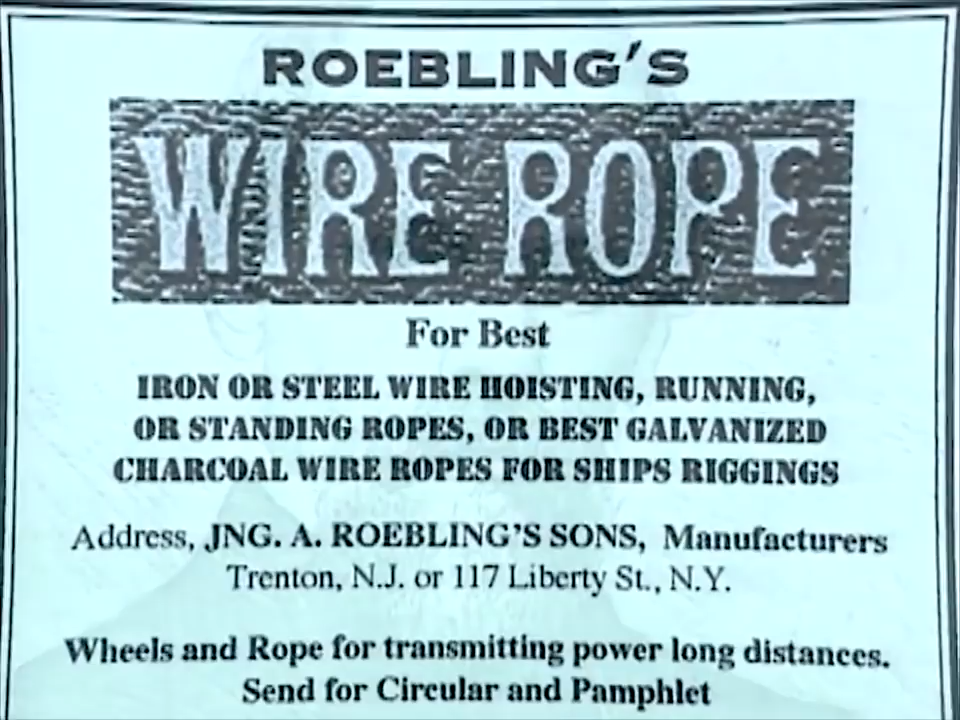 ROEBLING'S
WIRE ROPE
For Best
IRON OR STEEL WIRE HOISTING, RUNNING,
OR STANDING ROPES, OR BEST GALVANIZED
CHARCOAL WIRE ROPES FOR SHIPS RIGGINGS
Address, JNG. A. ROEBLING'S SONS, Manufacturers
Trenton, N.J. or 117 Liberty St., N.Y.
Wheels and Rope for transmitting power long distances.
Send for Circular and Pamphlet